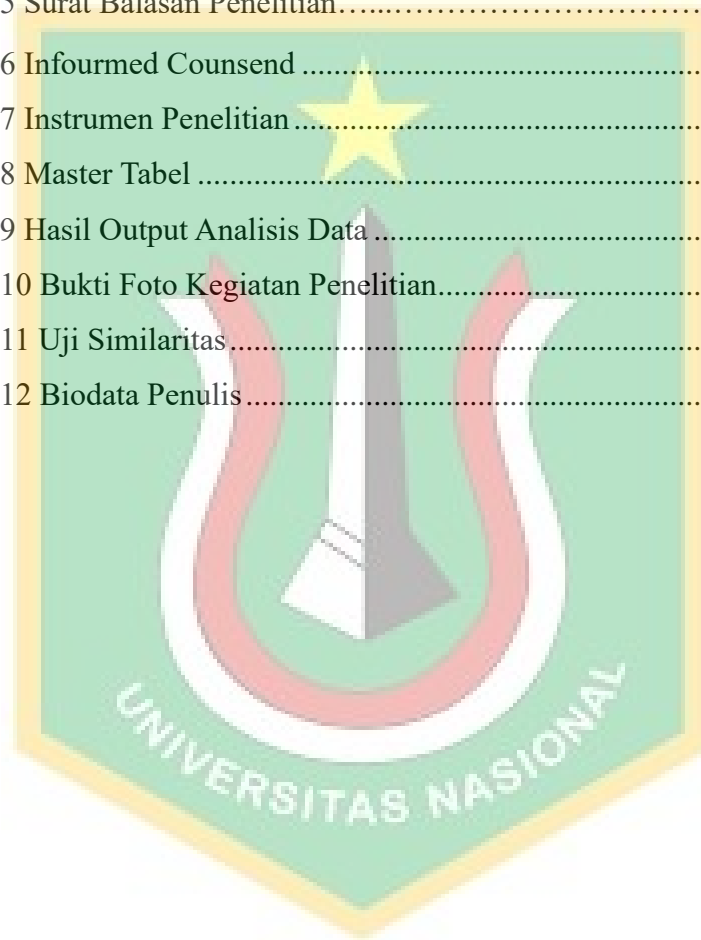 5 Surat Balasan Penelitian…..………………………
6 Infourmed Counsend ..................................................
7 Instrumen Penelitian ...................................................
8 Master Tabel ...............................................................
9 Hasil Output Analisis Data .........................................
10 Bukti Foto Kegiatan Penelitian.................................
11 Uji Similaritas...........................................................
12 Biodata Penulis.........................................................
UNIVERSITAS NASIONAL